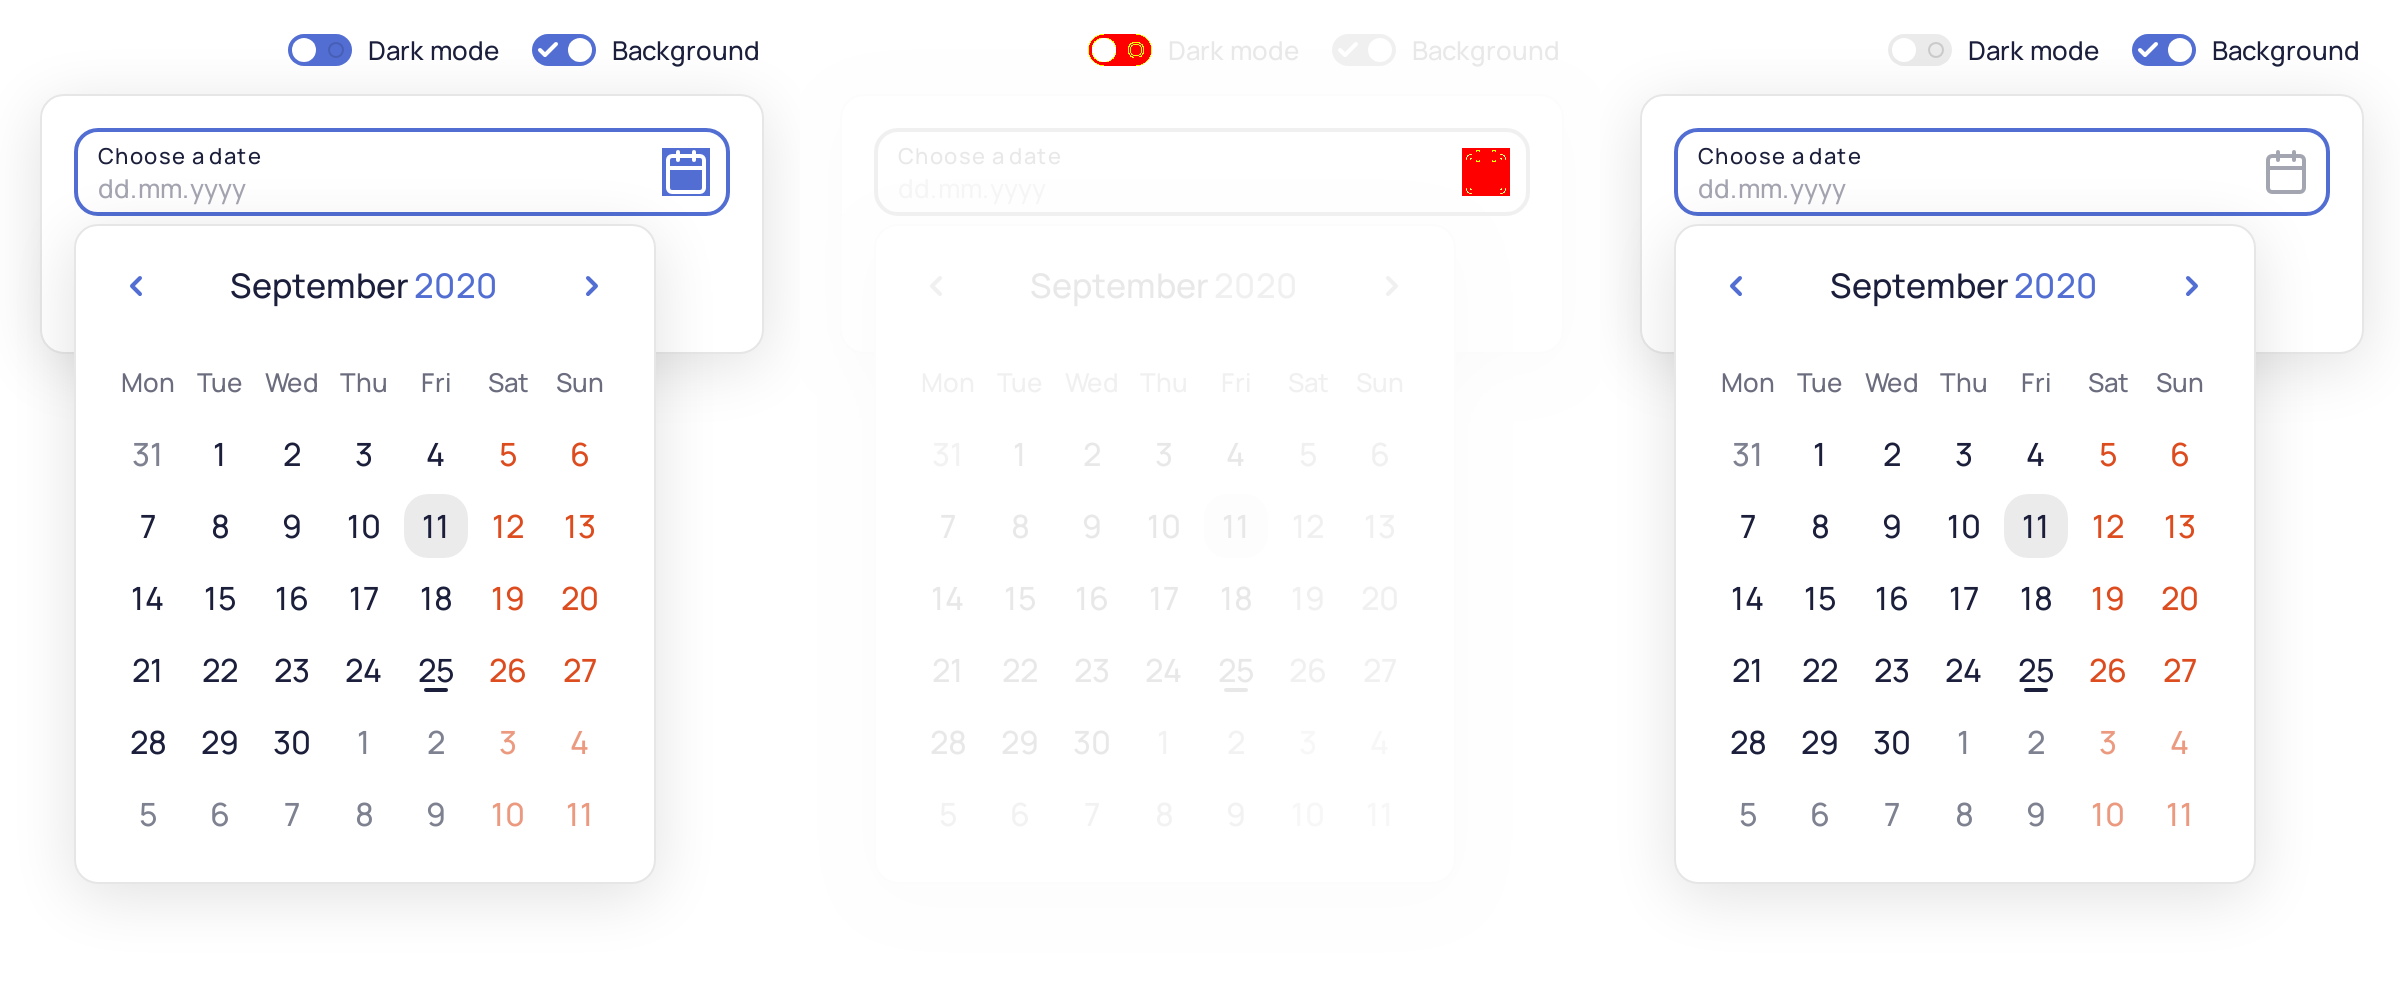 Dark mode Background
Choose a date
dd.mm.yyyy
September 2020
Mon Tue Wed Thu Fri Sat Sun
31 1 2 3 4 5 6
7 8 9 10 11 12 13
14 15 16 17 18 19 20
21 22 23 24 25 26 27
28 29 30 1 2 3 4
5 6 7 8 9 10 11
Dark mode Background
Choose a date
dd.mm.yyyy
September 2020
Mon Tue Wed Thu Fri Sat Sun
31 1 2 3 4 5 6
7 8 9 10 11 12 13
14 15 16 17 18 19 20
21 22 23 24 25 26 27
28 29 30 1 2 3 4
5 6 7 8 9 10 11
Dark mode Background
Choose a date
dd.mm.yyyy
September 2020
Mon Tue Wed Thu Fri Sat Sun
31 1 2 3 4 5 6
7 8 9 10 11 12 13
14 15 16 17 18 19 20
21 22 23 24 25 26 27
28 29 30 1 2 3 4
5 6 7 8 9 10 11